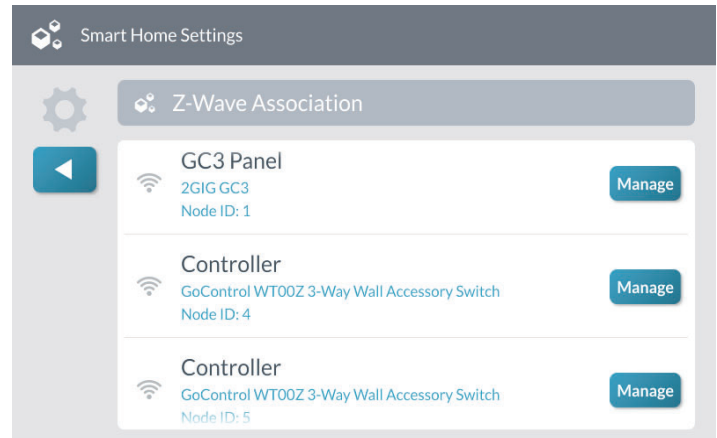 Smart Home Settings
Z-Wave Association
GC3 Panel
2GIG GC3
Node ID: 1
Manage
Controller
GoControl WT00Z 3-Way Wall Accessory Switch
Node ID: 4
Manage
Controller
GoControl WT00Z 3-Way Wall Accessory Switch
Node ID: 5
Manage